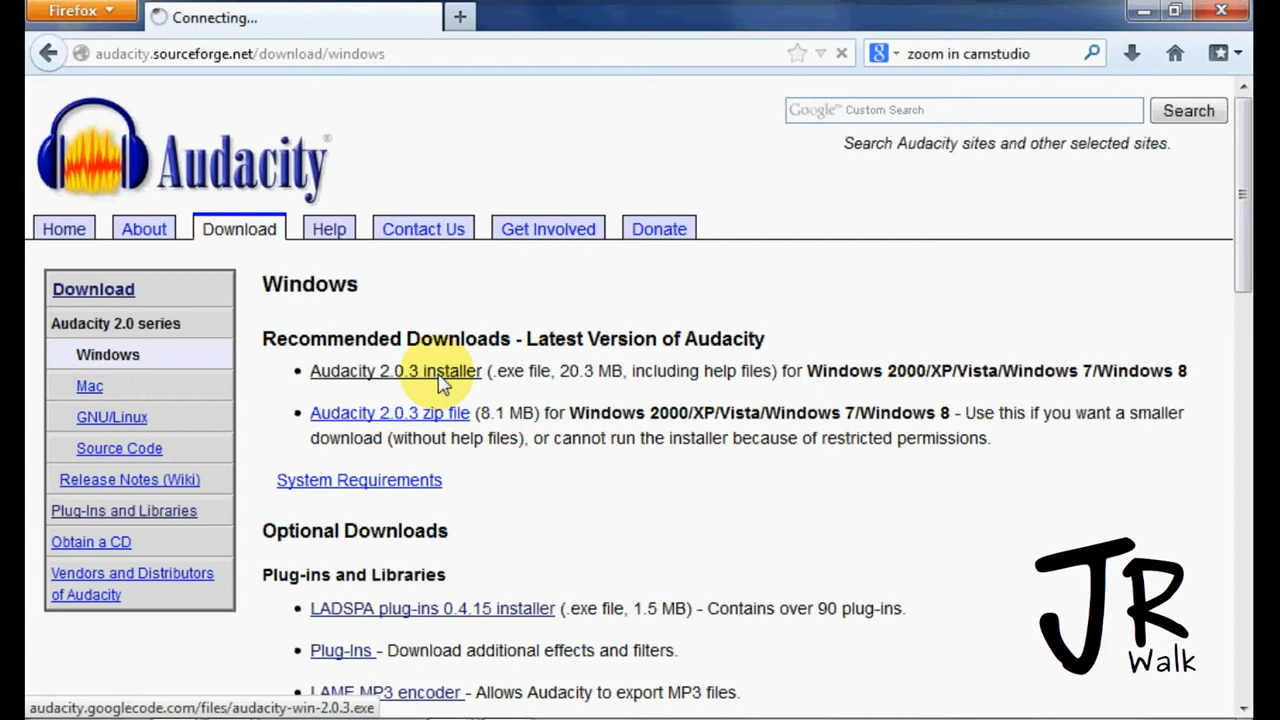 Firefox
Connecting...
audacity.sourceforge.net/download/windows
zoom in camstudio
Audacity®
Google™ Custom Search
Search
Search Audacity sites and other selected sites.
Home
About
Download
Help
Contact Us
Get Involved
Donate
Download
Audacity 2.0 series
Windows
Mac
GNU/Linux
Source Code
Release Notes (Wiki)
Plug-Ins and Libraries
Obtain a CD
Vendors and Distributors
of Audacity
Windows
Recommended Downloads - Latest Version of Audacity
Audacity 2.0.3 installer (.exe file, 20.3 MB, including help files) for Windows 2000/XP/Vista/Windows 7/Windows 8
Audacity 2.0.3 zip file (8.1 MB) for Windows 2000/XP/Vista/Windows 7/Windows 8 - Use this if you want a smaller
download (without help files), or cannot run the installer because of restricted permissions.
System Requirements
Optional Downloads
Plug-ins and Libraries
LADSPA plug-ins 0.4.15 installer (.exe file, 1.5 MB) - Contains over 90 plug-ins.
Plug-Ins - Download additional effects and filters.
LAME MP3 encoder - Allows Audacity to export MP3 files.
audacity.googlecode.com/files/audacity-win-2.0.3.exe
JR
Walk